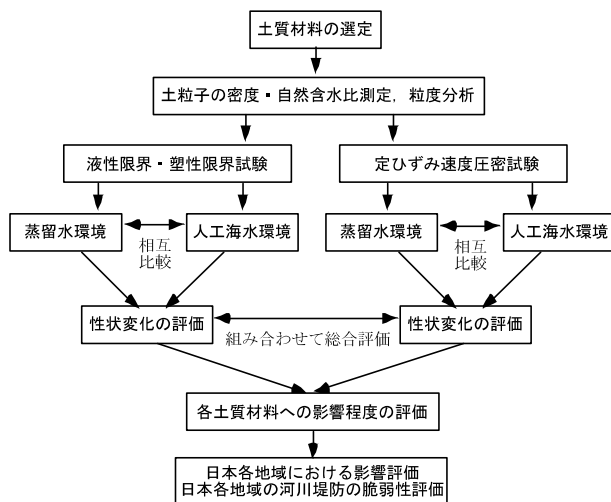 土質材料の選定
土粒子の密度・自然含水比測定，粒度分析
液性限界・塑性限界試験
定ひずみ速度圧密試験
蒸留水環境
人工海水環境
蒸留水環境
人工海水環境
相互
比較
相互
比較
性状変化の評価
性状変化の評価
組み合わせて総合評価
各土質材料への影響程度の評価
日本各地域における影響評価
日本各地域の河川堤防の脆弱性評価